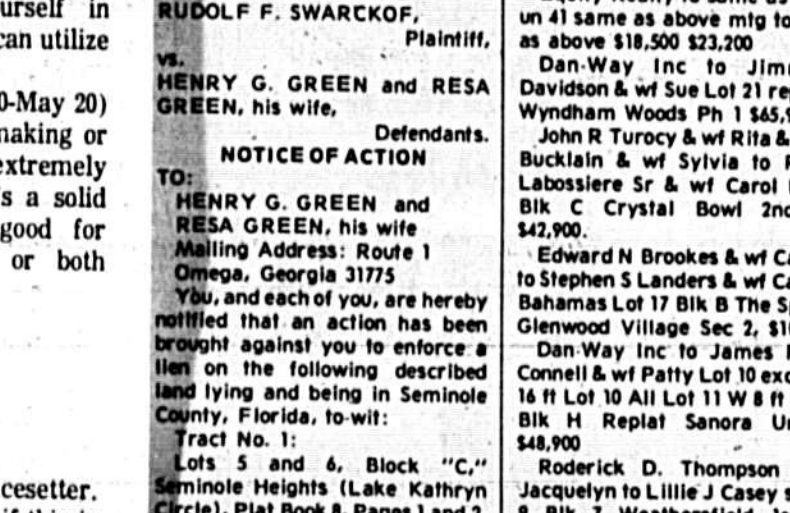 urself in
can utilize
0-May 20)
making or
extremely
's a solid
good for
or both
cesetter.
RUDOLF F. SWARCKOF,
Plaintiff,
vs.
HENRY G. GREEN and RESA
GREEN, his wife,
Defendants.
NOTICE OF ACTION
TO:
HENRY G. GREEN and
RESA GREEN, his wife
Mailing Address: Route 1
Omega, Georgia 31775
You, and each of you, are hereby
notified that an action has been
brought against you to enforce a
lien on the following described
land lying and being in Seminole
County, Florida, to-wit:
Tract No. 1:
Lots 5 and 6, Block "C,"
Seminole Heights (Lake Kathryn
Circle), Plat Book 8, Pages 1 and 2
un 41 same as above mtg to
as above $18,500 $23,200
Dan-Way Inc to Jim
Davidson & wf Sue Lot 21 re
Wyndham Woods Ph 1 $65,
John R Turocy & wf Rita &
Bucklain & wf Sylvia to
Labossiere Sr & wf Carol
Blk C Crystal Bowl 2nd
$42,900.
Edward N Brookes & wf Ca
to Stephen S Landers & wf Ca
Bahamas Lot 17 Blk B The S
Glenwood Village Sec 2, $1
Dan-Way Inc to James
Connell & wf Patty Lot 10 exc
16 ft Lot 10 All Lot 11 W 8 ft
Blk H Replat Sanora Un
$48,900
Roderick D. Thompson
Jacquelyn to Lillie J Casey s